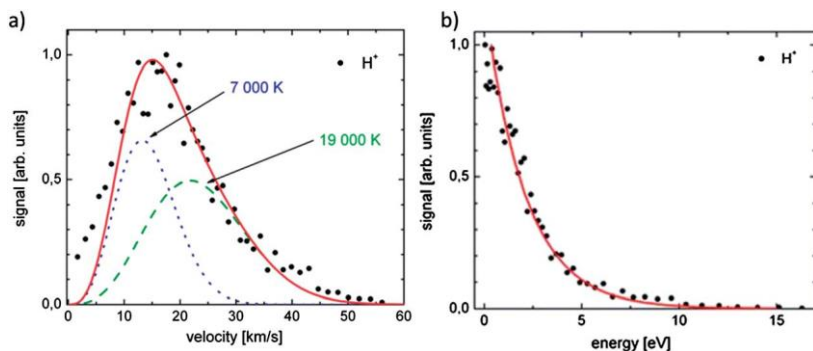 a)
signal [arb. units]
1,0
0,5
0,0
0
10
20
30
40
50
60
velocity [km/s]
H+
7 000 K
19 000 K
b)
signal [arb. units]
1,0
0,5
0,0
0
5
10
15
energy [eV]
H+